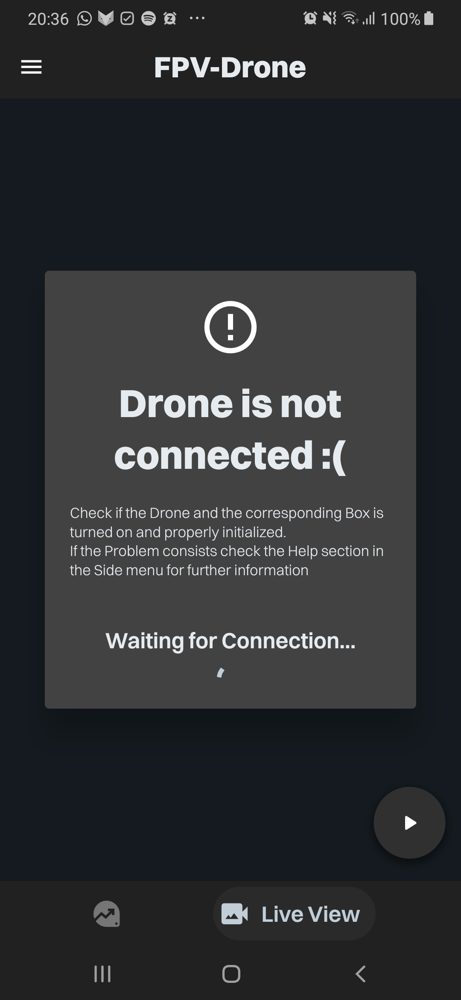 20:36
100%
FPV-Drone
Drone is not
connected :(
Check if the Drone and the corresponding Box is
turned on and properly initialized.
If the Problem consists check the Help section in
the Side menu for further information
Waiting for Connection...
Live View